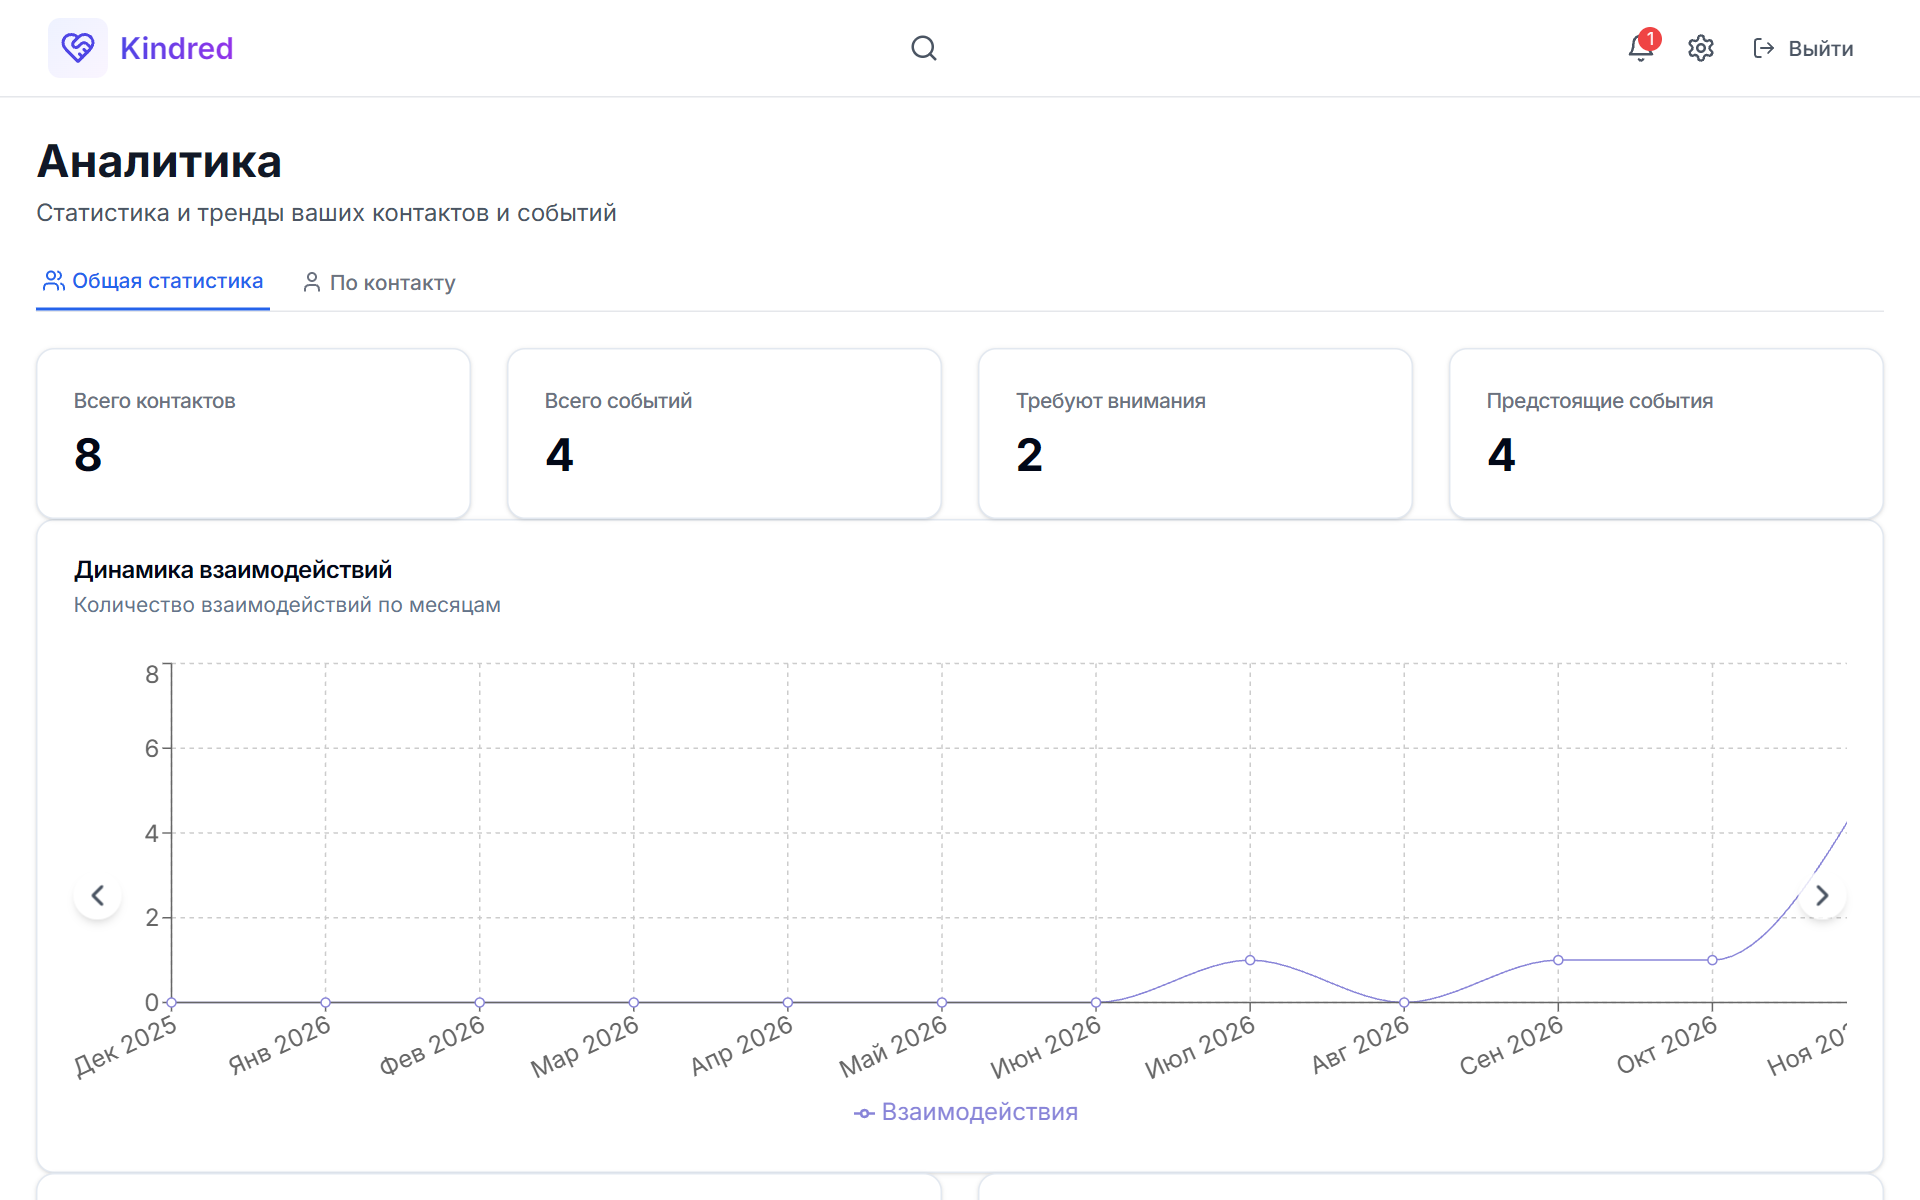 Kindred
1
Выйти
Аналитика
Статистика и тренды ваших контактов и событий
Общая статистика
По контакту
Всего контактов
8
Всего событий
4
Требуют внимания
2
Предстоящие события
4
Динамика взаимодействий
Количество взаимодействий по месяцам
8
6
4
2
0
Дек 2025
Янв 2026
Фев 2026
Мар 2026
Апр 2026
Май 2026
Июн 2026
Июл 2026
Авг 2026
Сен 2026
Окт 2026
Ноя
Взаимодействия